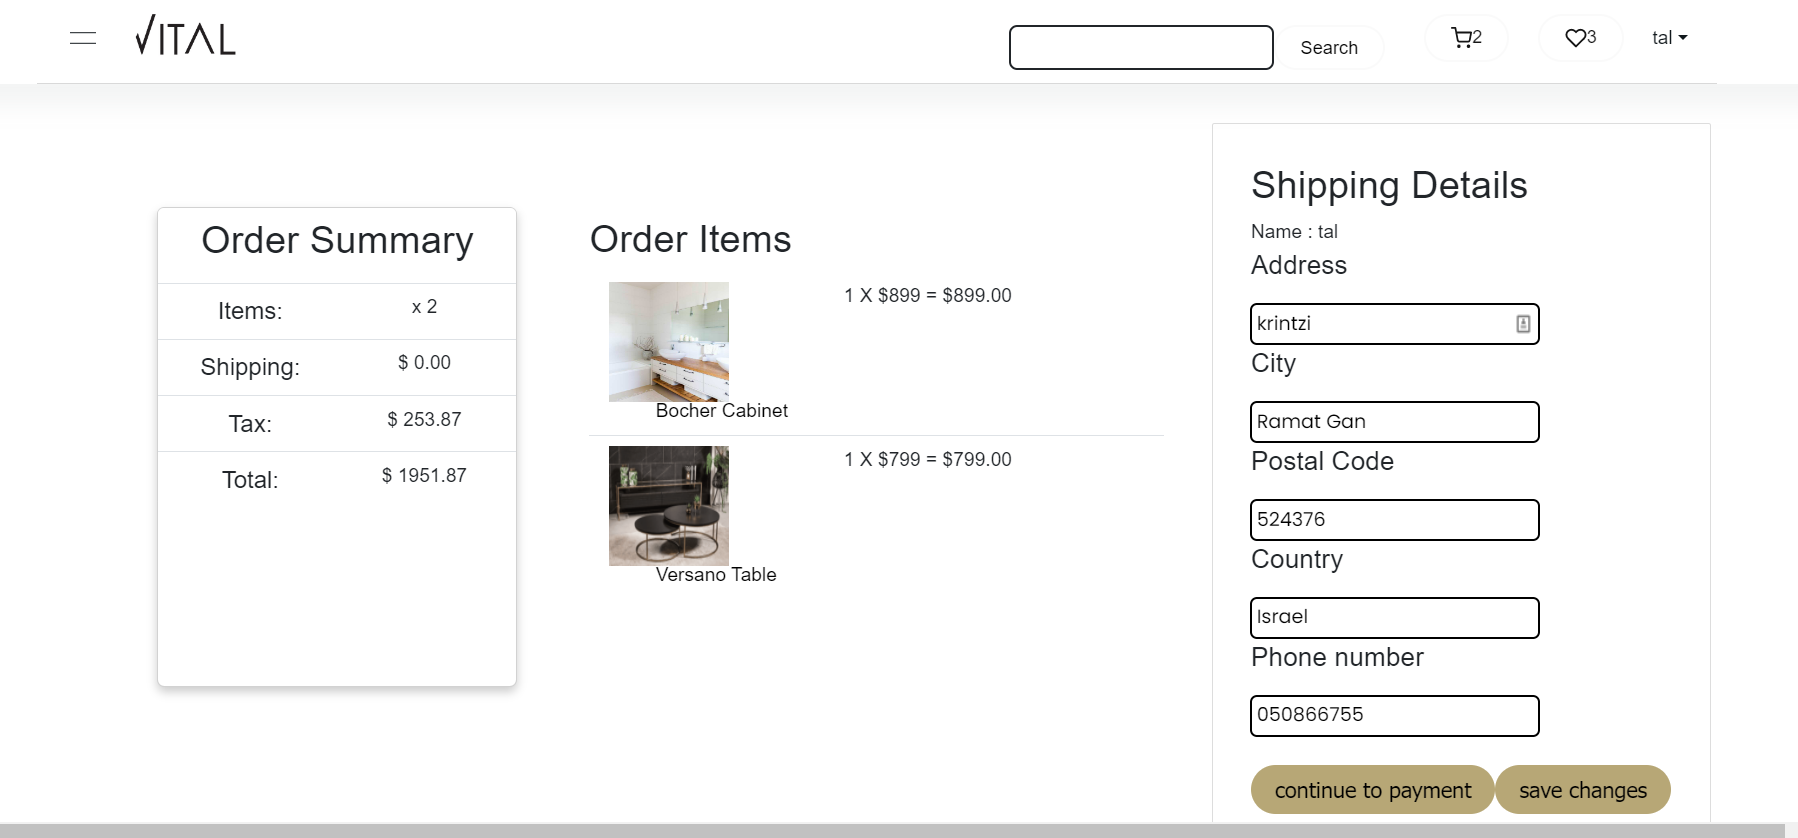 VITAL
Search
2
3
tal
Order Summary
Items: x 2
Shipping: $ 0.00
Tax: $ 253.87
Total: $ 1951.87
Order Items
1 X $899 = $899.00
Bocher Cabinet
1 X $799 = $799.00
Versano Table
Shipping Details
Name : tal
Address
krintzi
City
Ramat Gan
Postal Code
524376
Country
Israel
Phone number
050866755
continue to payment
save changes